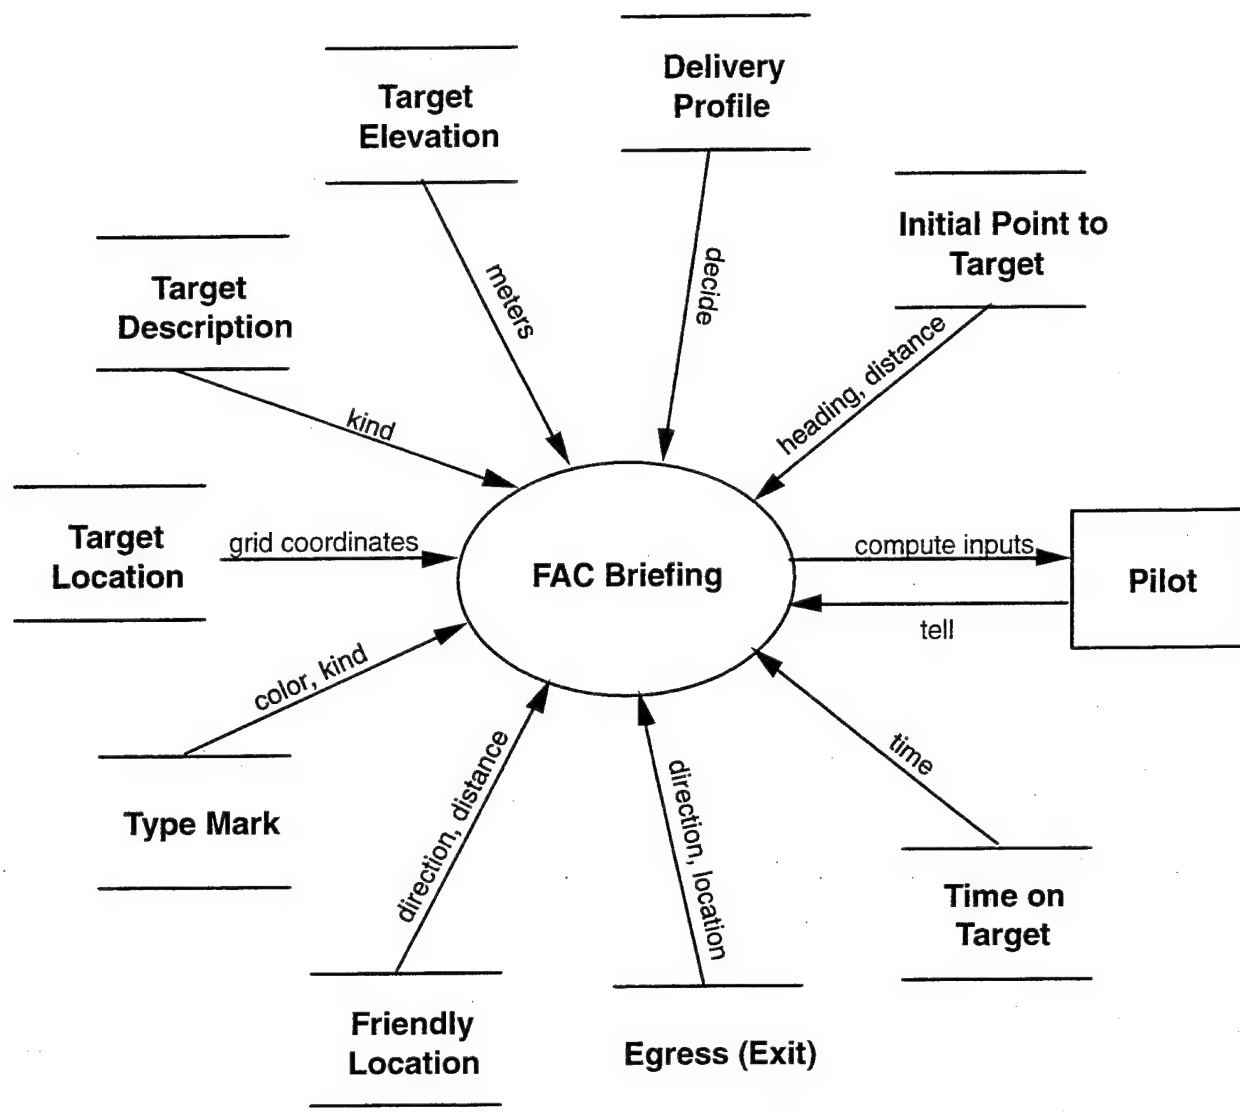 Delivery
Profile
Target
Elevation
Initial Point to
Target
Target
Description
decide
meters
heading, distance
kind
Target
Location
grid coordinates
FAC Briefing
compute inputs
Pilot
tell
color, kind
time
direction, distance
direction, location
Type Mark
Time on
Target
Friendly
Location
Egress (Exit)